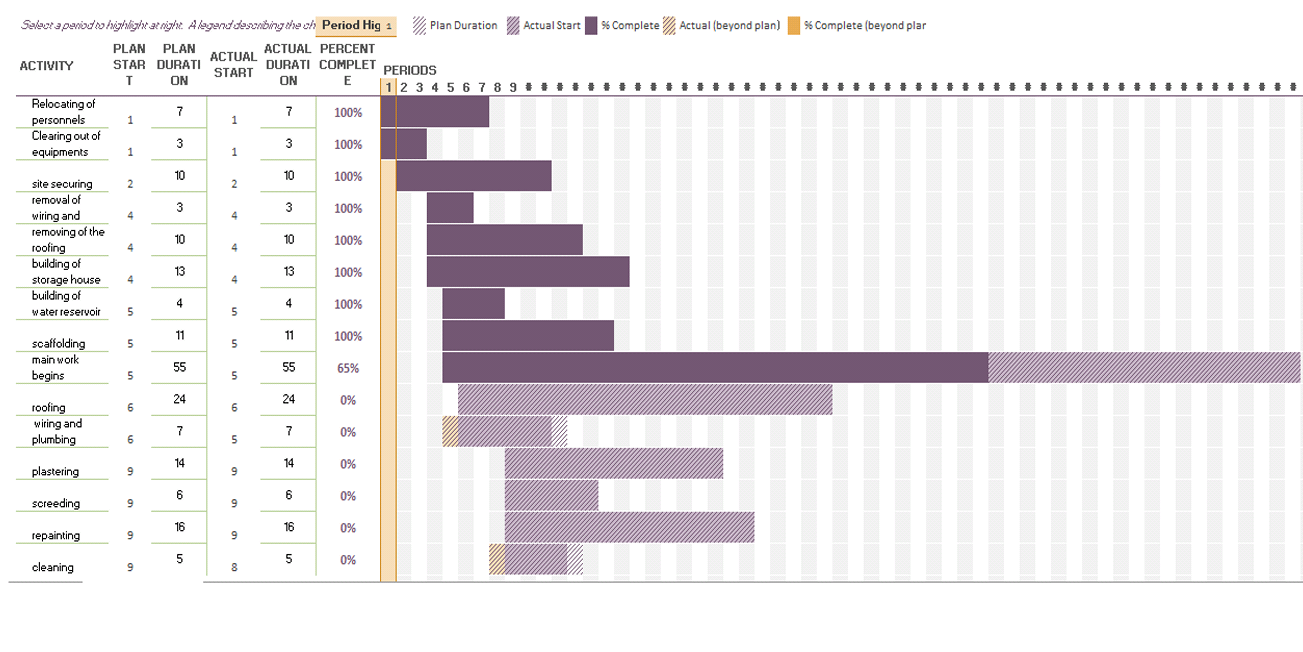 Select a period to highlight at right. A legend describing the ch Period Hig 1 Plan Duration Actual Start % Complete Actual (beyond plan) % Complete (beyond plar
ACTIVITY PLAN STAR T PLAN DURATI ON ACTUAL START ACTUAL DURATI ON PERCENT COMPLET E PERIODS
1 2 3 4 5 6 7 8 9 # # # # # # # # # # # # # # # # # # # # # # # # # # # # # # # # # # # # # # # # # # # # # # # # # #
Relocating of personnels 1 7 1 7 100%
Clearing out of equipments 1 3 1 3 100%
site securing 2 10 2 10 100%
removal of wiring and 4 3 4 3 100%
removing of the roofing 4 10 4 10 100%
building of storage house 4 13 4 13 100%
building of water reservoir 5 4 5 4 100%
scaffolding 5 11 5 11 100%
main work begins 5 55 5 55 65%
roofing 6 24 6 24 0%
wiring and plumbing 6 7 5 7 0%
plastering 9 14 9 14 0%
screeding 9 6 9 6 0%
repainting 9 16 9 16 0%
cleaning 9 5 8 5 0%